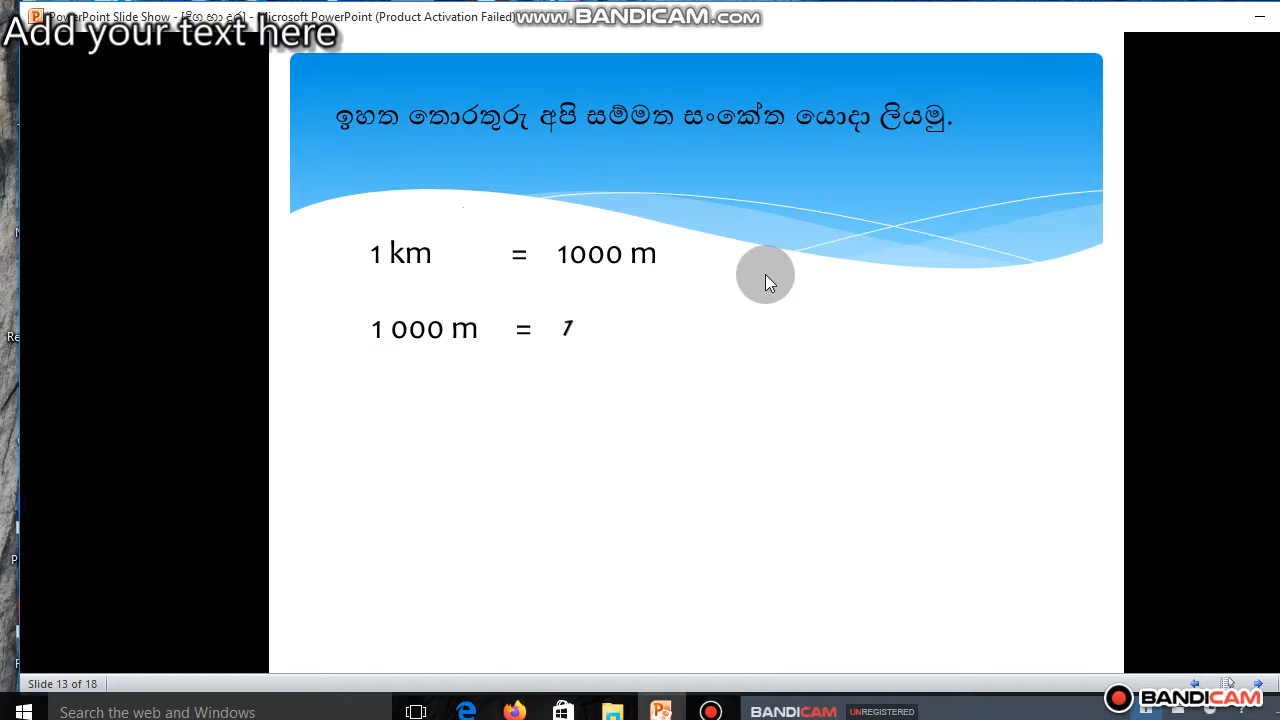 PowerPoint Slide Show - Microsoft PowerPoint (Product Activation Failed)
www.BANDICAM.com
Add your text here
ඉහත තොරතුරු අපි සම්මත සංකේත යොදා ලියමු.
1 km = 1000 m
1 000 m = 1
Slide 13 of 18
Search the web and Windows
BANDICAM UNREGISTERED
BANDICAM